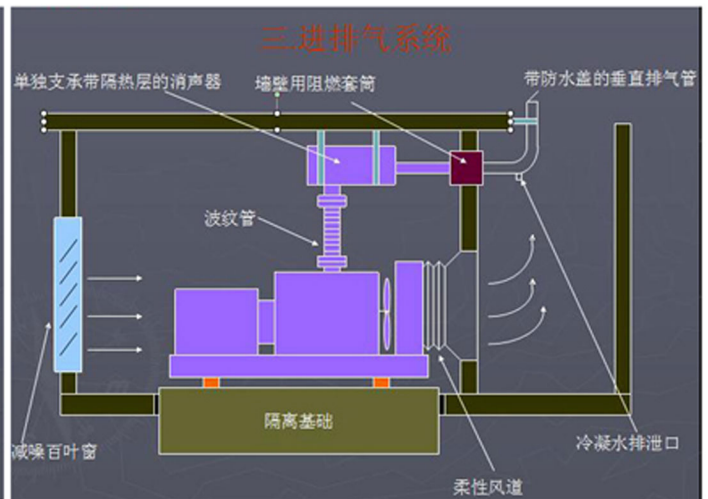 三.进排气系统
单独支承带隔热层的消声器
墙壁用阻燃套筒
带防水盖的垂直排气管
波纹管
隔离基础
减噪百叶窗
冷凝水排泄口
柔性风道